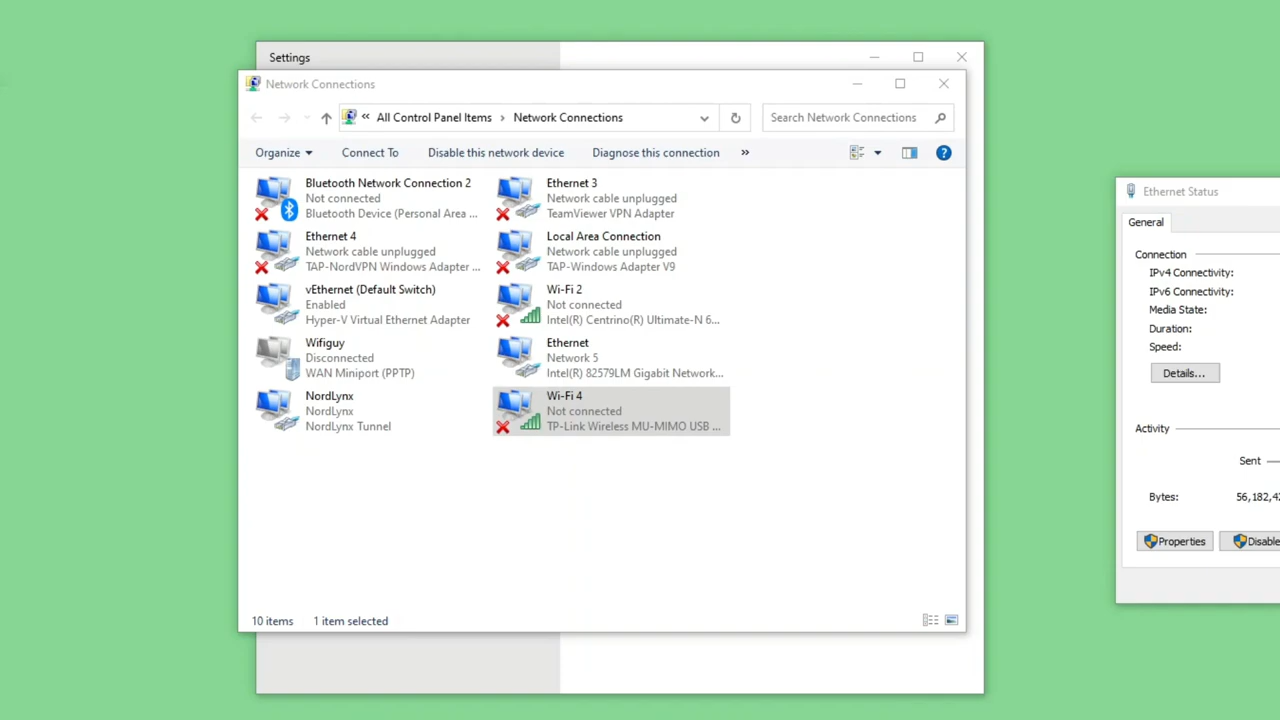 Settings
Network Connections
« All Control Panel Items › Network Connections
Search Network Connections
Organize
Connect To
Disable this network device
Diagnose this connection
»
Bluetooth Network Connection 2
Not connected
Bluetooth Device (Personal Area ...
Ethernet 3
Network cable unplugged
TeamViewer VPN Adapter
Ethernet 4
Network cable unplugged
TAP-NordVPN Windows Adapter ...
Local Area Connection
Network cable unplugged
TAP-Windows Adapter V9
vEthernet (Default Switch)
Enabled
Hyper-V Virtual Ethernet Adapter
Wi-Fi 2
Not connected
Intel(R) Centrino(R) Ultimate-N 6...
Wifiguy
Disconnected
WAN Miniport (PPTP)
Ethernet
Network 5
Intel(R) 82579LM Gigabit Network...
NordLynx
NordLynx
NordLynx Tunnel
Wi-Fi 4
Not connected
TP-Link Wireless MU-MIMO USB ...
10 items
1 item selected
Ethernet Status
General
Connection
IPv4 Connectivity:
IPv6 Connectivity:
Media State:
Duration:
Speed:
Details...
Activity
Sent
Bytes:
56,182,42
Properties
Disable